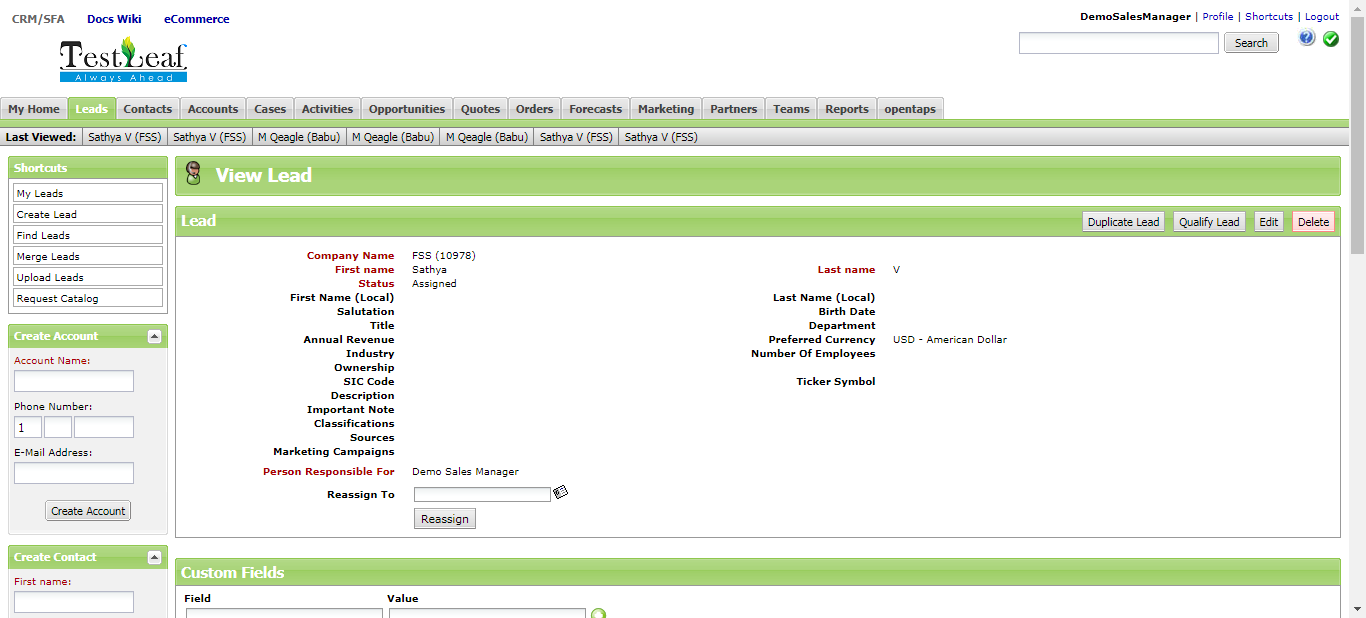 CRM/SFA Docs Wiki eCommerce
DemoSalesManager | Profile | Shortcuts | Logout
TestLeaf
Always Ahead
Search
My Home Leads Contacts Accounts Cases Activities Opportunities Quotes Orders Forecasts Marketing Partners Teams Reports opentaps
Last Viewed: Sathya V (FSS) Sathya V (FSS) M Qeagle (Babu) M Qeagle (Babu) M Qeagle (Babu) Sathya V (FSS) Sathya V (FSS)
Shortcuts
My Leads
Create Lead
Find Leads
Merge Leads
Upload Leads
Request Catalog
Create Account
Account Name:
Phone Number:
1
E-Mail Address:
Create Account
Create Contact
First name:
View Lead
Lead Duplicate Lead Qualify Lead Edit Delete
Company Name FSS (10978)
First name Sathya Last name V
Status Assigned
First Name (Local) Last Name (Local)
Salutation Birth Date
Title Department
Annual Revenue Preferred Currency USD - American Dollar
Industry Number Of Employees
Ownership
SIC Code Ticker Symbol
Description
Important Note
Classifications
Sources
Marketing Campaigns
Person Responsible For Demo Sales Manager
Reassign To
Reassign
Custom Fields
Field Value